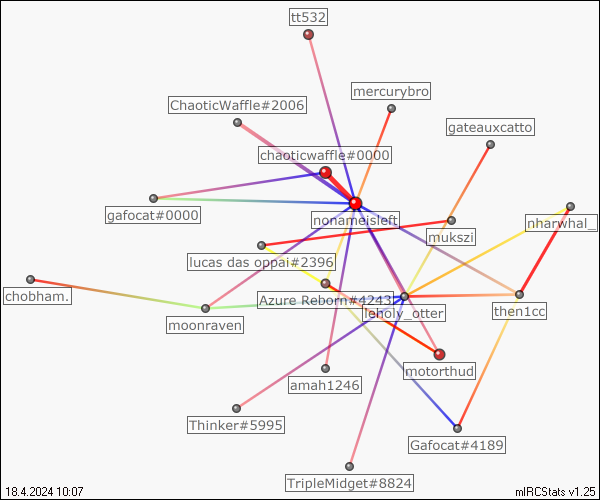 tt532
mercurybro
ChaoticWaffle#2006
gateauxcatto
chaoticwaffle#0000
gafocat#0000
nonameisleft
nharwhal_
mukszi
lucas das oppai#2396
chobham.
Azure Reborn#4243
leholy_otter
then1cc
moonraven
motorthud
amah1246
Thinker#5995
Gafocat#4189
TripleMidget#8824
18.4.2024 10:07
mIRCStats v1.25